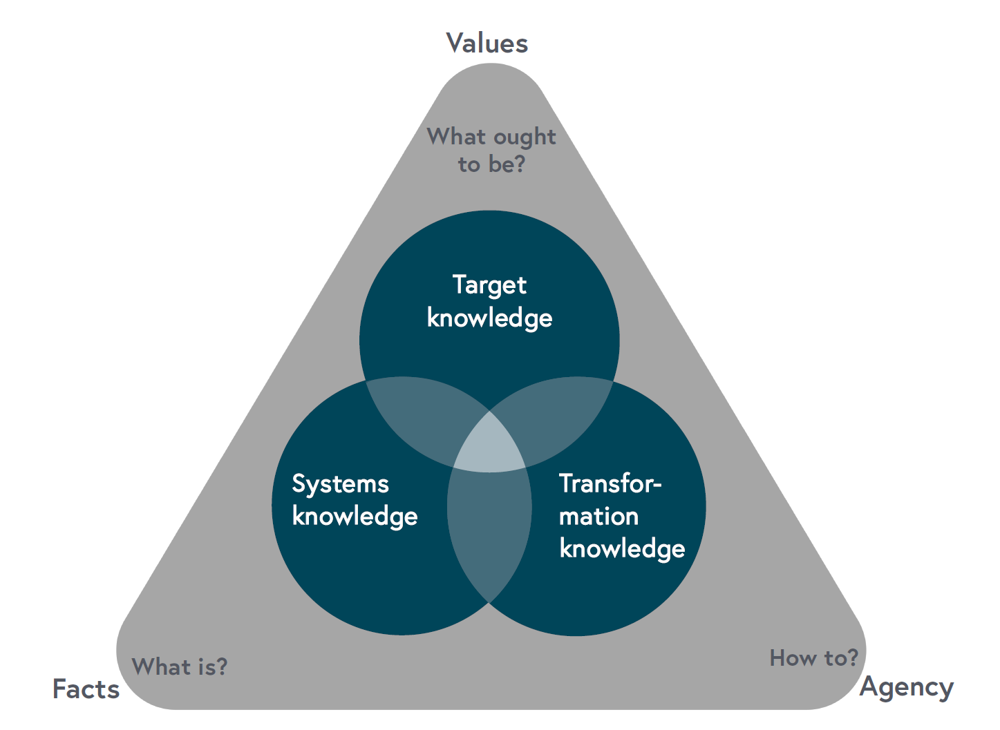 Values
What ought
to be?
Target
knowledge
Systems
knowledge
Transfor-
mation
knowledge
What is?
How to?
Facts
Agency